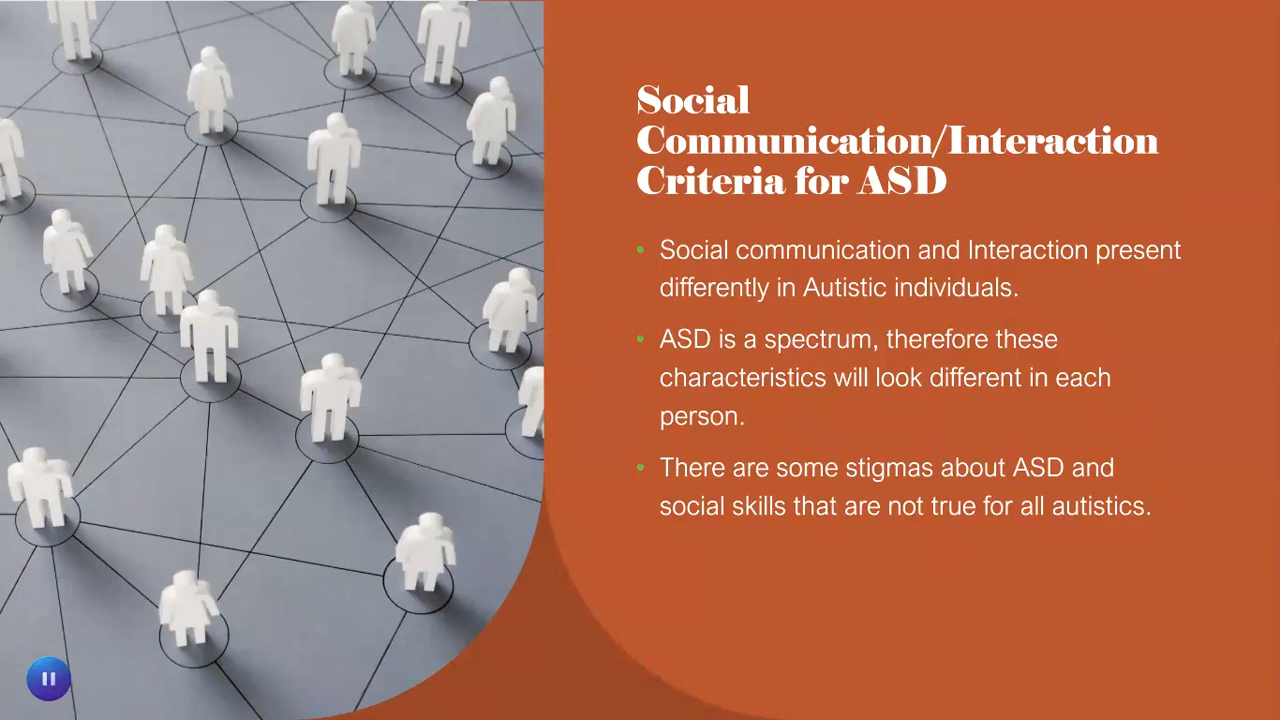 Social
Communication/Interaction
Criteria for ASD
• Social communication and Interaction present
differently in Autistic individuals.
• ASD is a spectrum, therefore these
characteristics will look different in each
person.
• There are some stigmas about ASD and
social skills that are not true for all autistics.